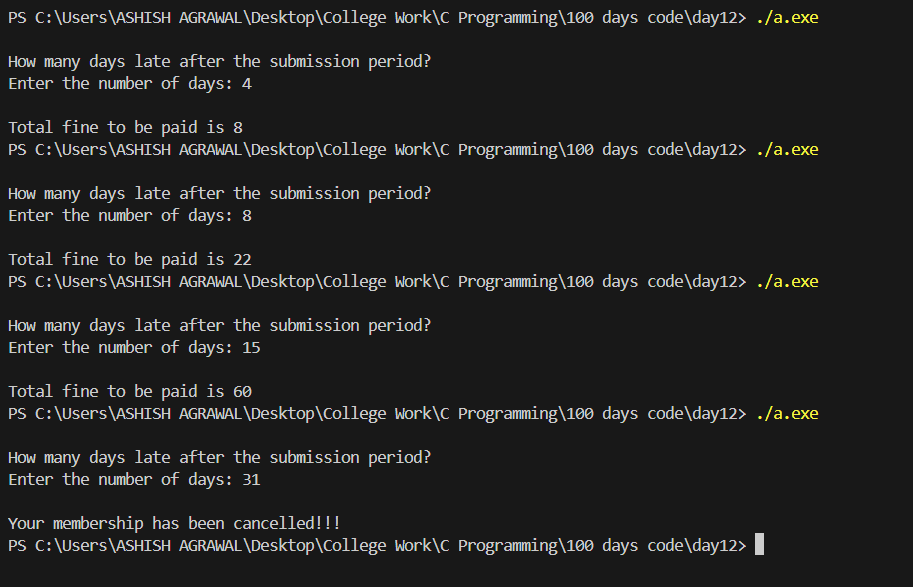 PS C:\Users\ASHISH AGRAWAL\Desktop\College Work\C Programming\100 days code\day12> ./a.exe
How many days late after the submission period?
Enter the number of days: 4
Total fine to be paid is 8
PS C:\Users\ASHISH AGRAWAL\Desktop\College Work\C Programming\100 days code\day12> ./a.exe
How many days late after the submission period?
Enter the number of days: 8
Total fine to be paid is 22
PS C:\Users\ASHISH AGRAWAL\Desktop\College Work\C Programming\100 days code\day12> ./a.exe
How many days late after the submission period?
Enter the number of days: 15
Total fine to be paid is 60
PS C:\Users\ASHISH AGRAWAL\Desktop\College Work\C Programming\100 days code\day12> ./a.exe
How many days late after the submission period?
Enter the number of days: 31
Your membership has been cancelled!!!
PS C:\Users\ASHISH AGRAWAL\Desktop\College Work\C Programming\100 days code\day12>